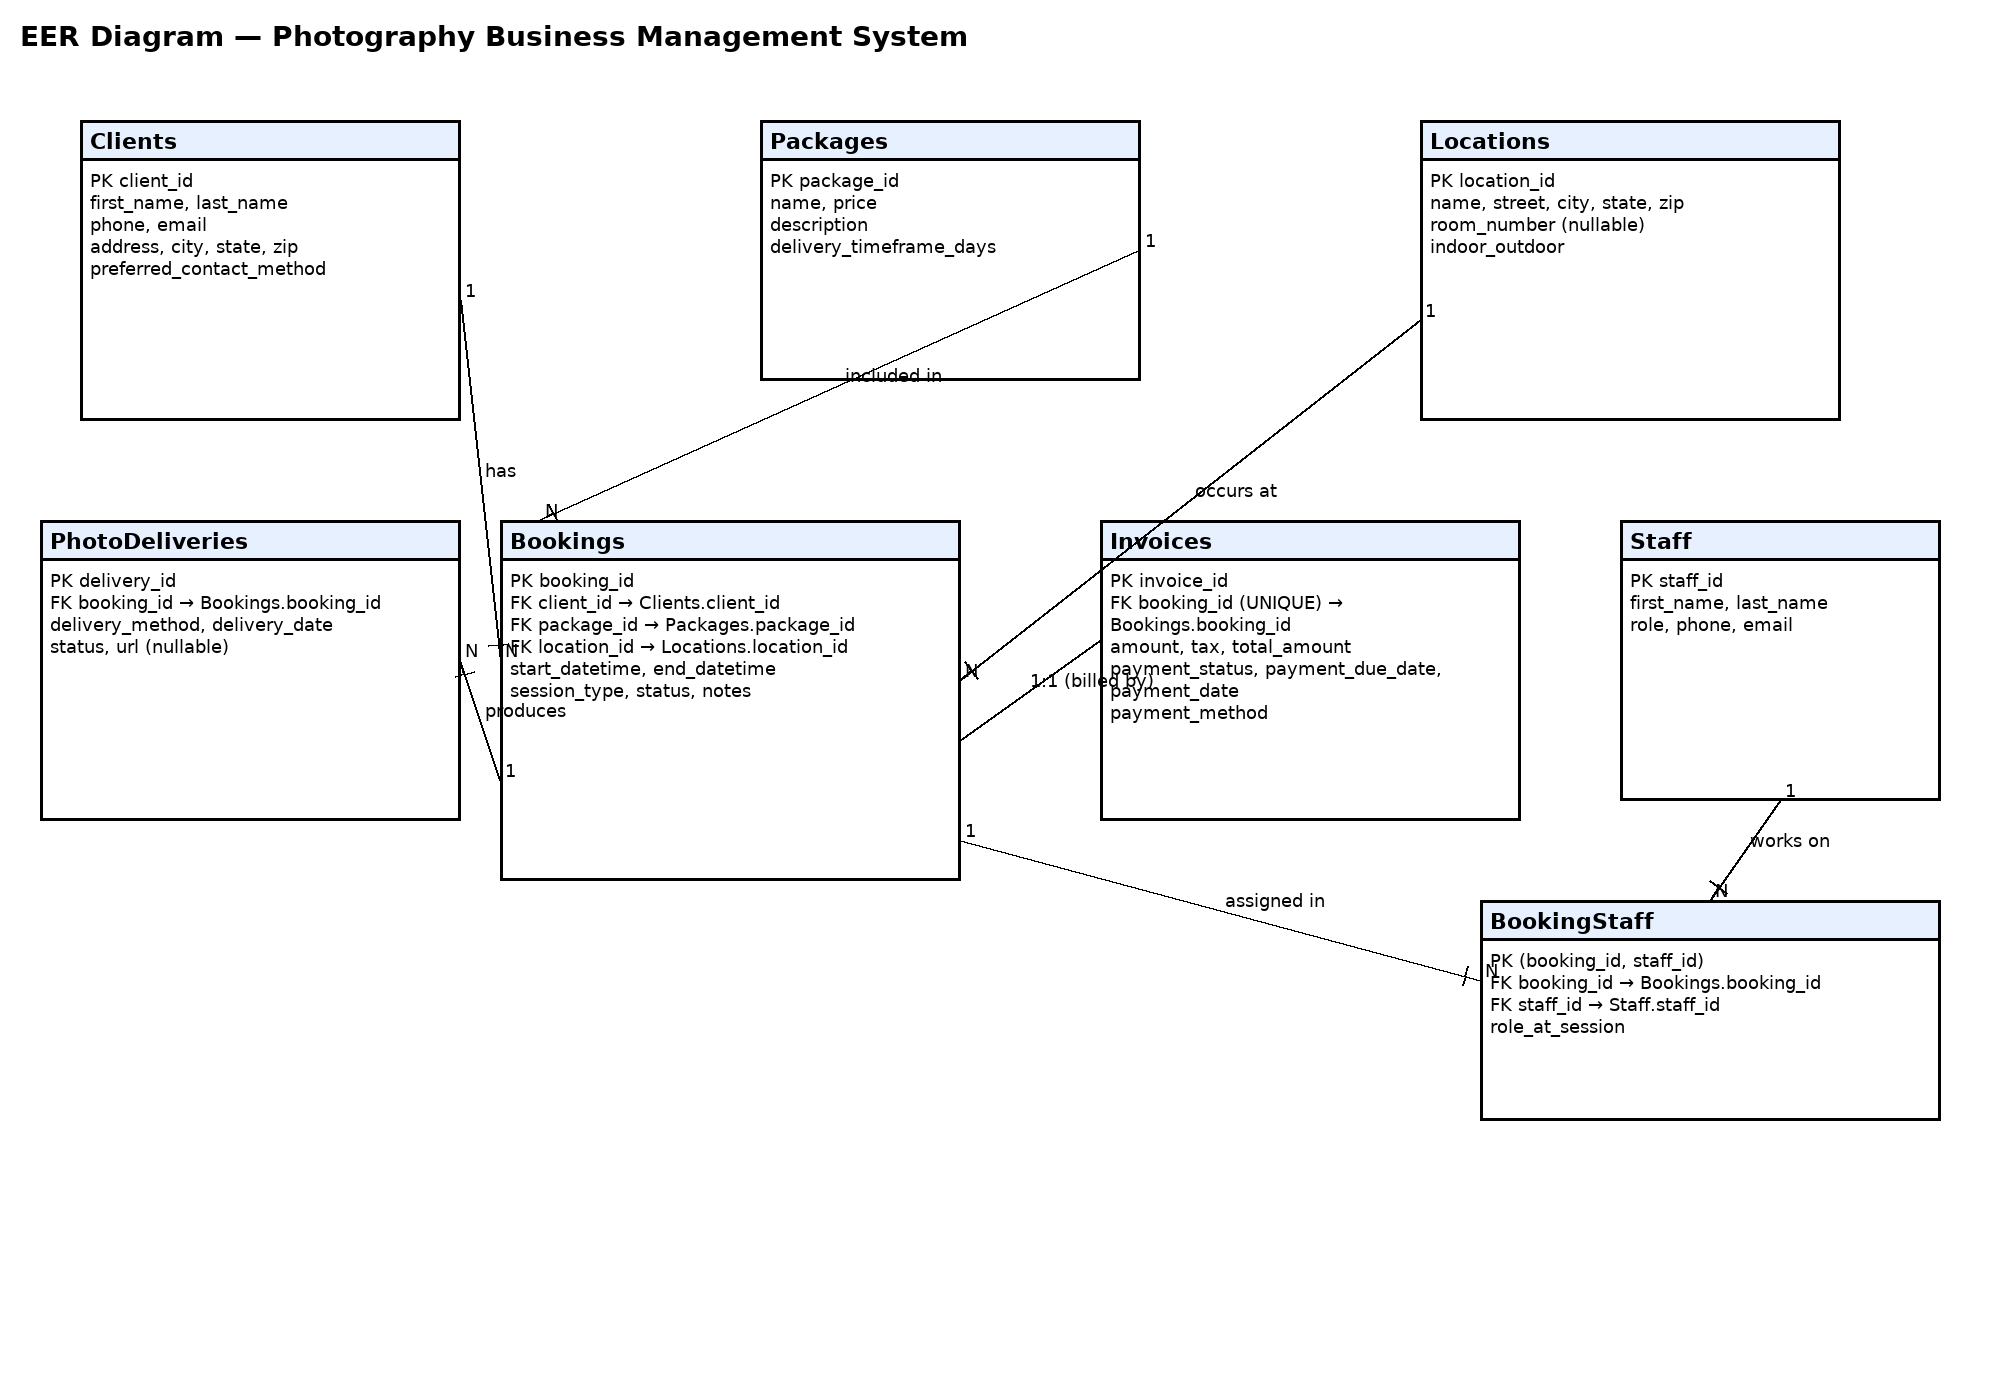 EER Diagram — Photography Business Management System
Clients
PK client_id
first_name, last_name
phone, email
address, city, state, zip
preferred_contact_method
Packages
PK package_id
name, price
description
delivery_timeframe_days
Locations
PK location_id
name, street, city, state, zip
room_number (nullable)
indoor_outdoor
1
1
1
included in
has
occurs at
N
PhotoDeliveries
PK delivery_id
FK booking_id → Bookings.booking_id
delivery_method, delivery_date
status, url (nullable)
N
N
produces
1
Bookings
PK booking_id
FK client_id → Clients.client_id
FK package_id → Packages.package_id
FK location_id → Locations.location_id
start_datetime, end_datetime
session_type, status, notes
N
1:1 (billed by)
1
Invoices
PK invoice_id
FK booking_id (UNIQUE) →
Bookings.booking_id
amount, tax, total_amount
payment_status, payment_due_date,
payment_date
payment_method
Staff
PK staff_id
first_name, last_name
role, phone, email
1
works on
N
assigned in
N
BookingStaff
PK (booking_id, staff_id)
FK booking_id → Bookings.booking_id
FK staff_id → Staff.staff_id
role_at_session